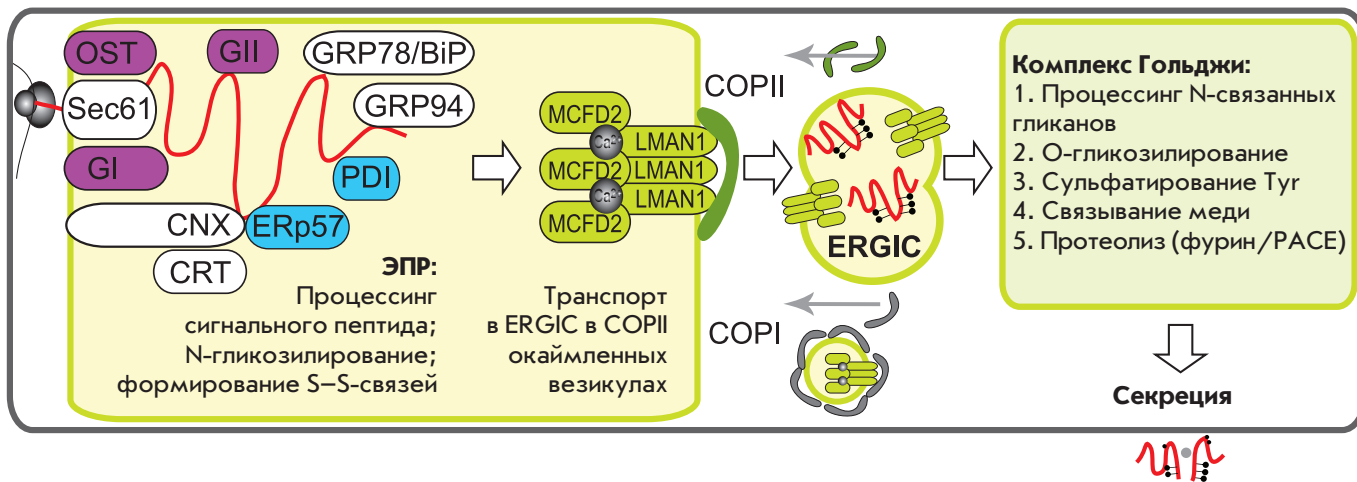 OST
GII
GRP78/BiP
Sec61
GRP94
GI
PDI
CNX
ERp57
CRT
ЭПР:
Процессинг
сигнального пептида;
N-гликозилирование;
формирование S–S-связей
MCFD2
Ca²⁺
LMAN1
MCFD2
LMAN1
Ca²⁺
LMAN1
MCFD2
Транспорт
в ERGIC в COPII
окаймленных
везикулах
COPII
ERGIC
COPI
Комплекс Гольджи:
1. Процессинг N-связанных
гликанов
2. О-гликозилирование
3. Сульфатирование Tyr
4. Связывание меди
5. Протеолиз (фурин/PACE)
Секреция